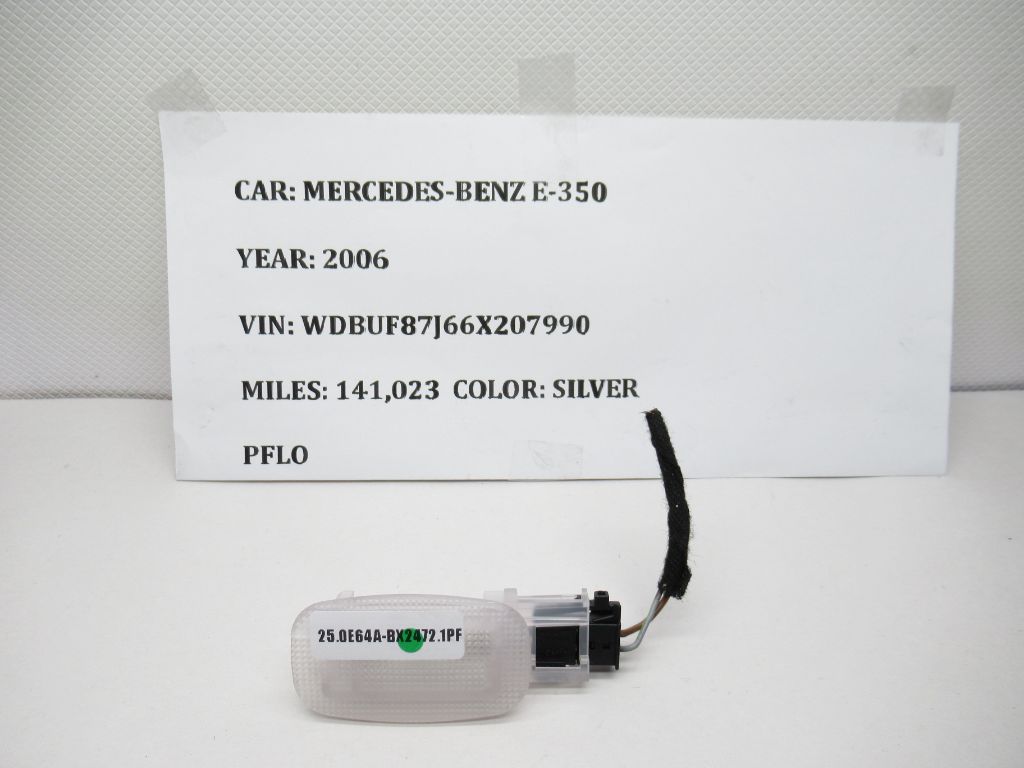 CAR: MERCEDES-BENZ E-350
YEAR: 2006
VIN: WDBUF87J66X207990
MILES: 141,023 COLOR: SILVER
PFLO
25.0E64A-BX2472.1PF